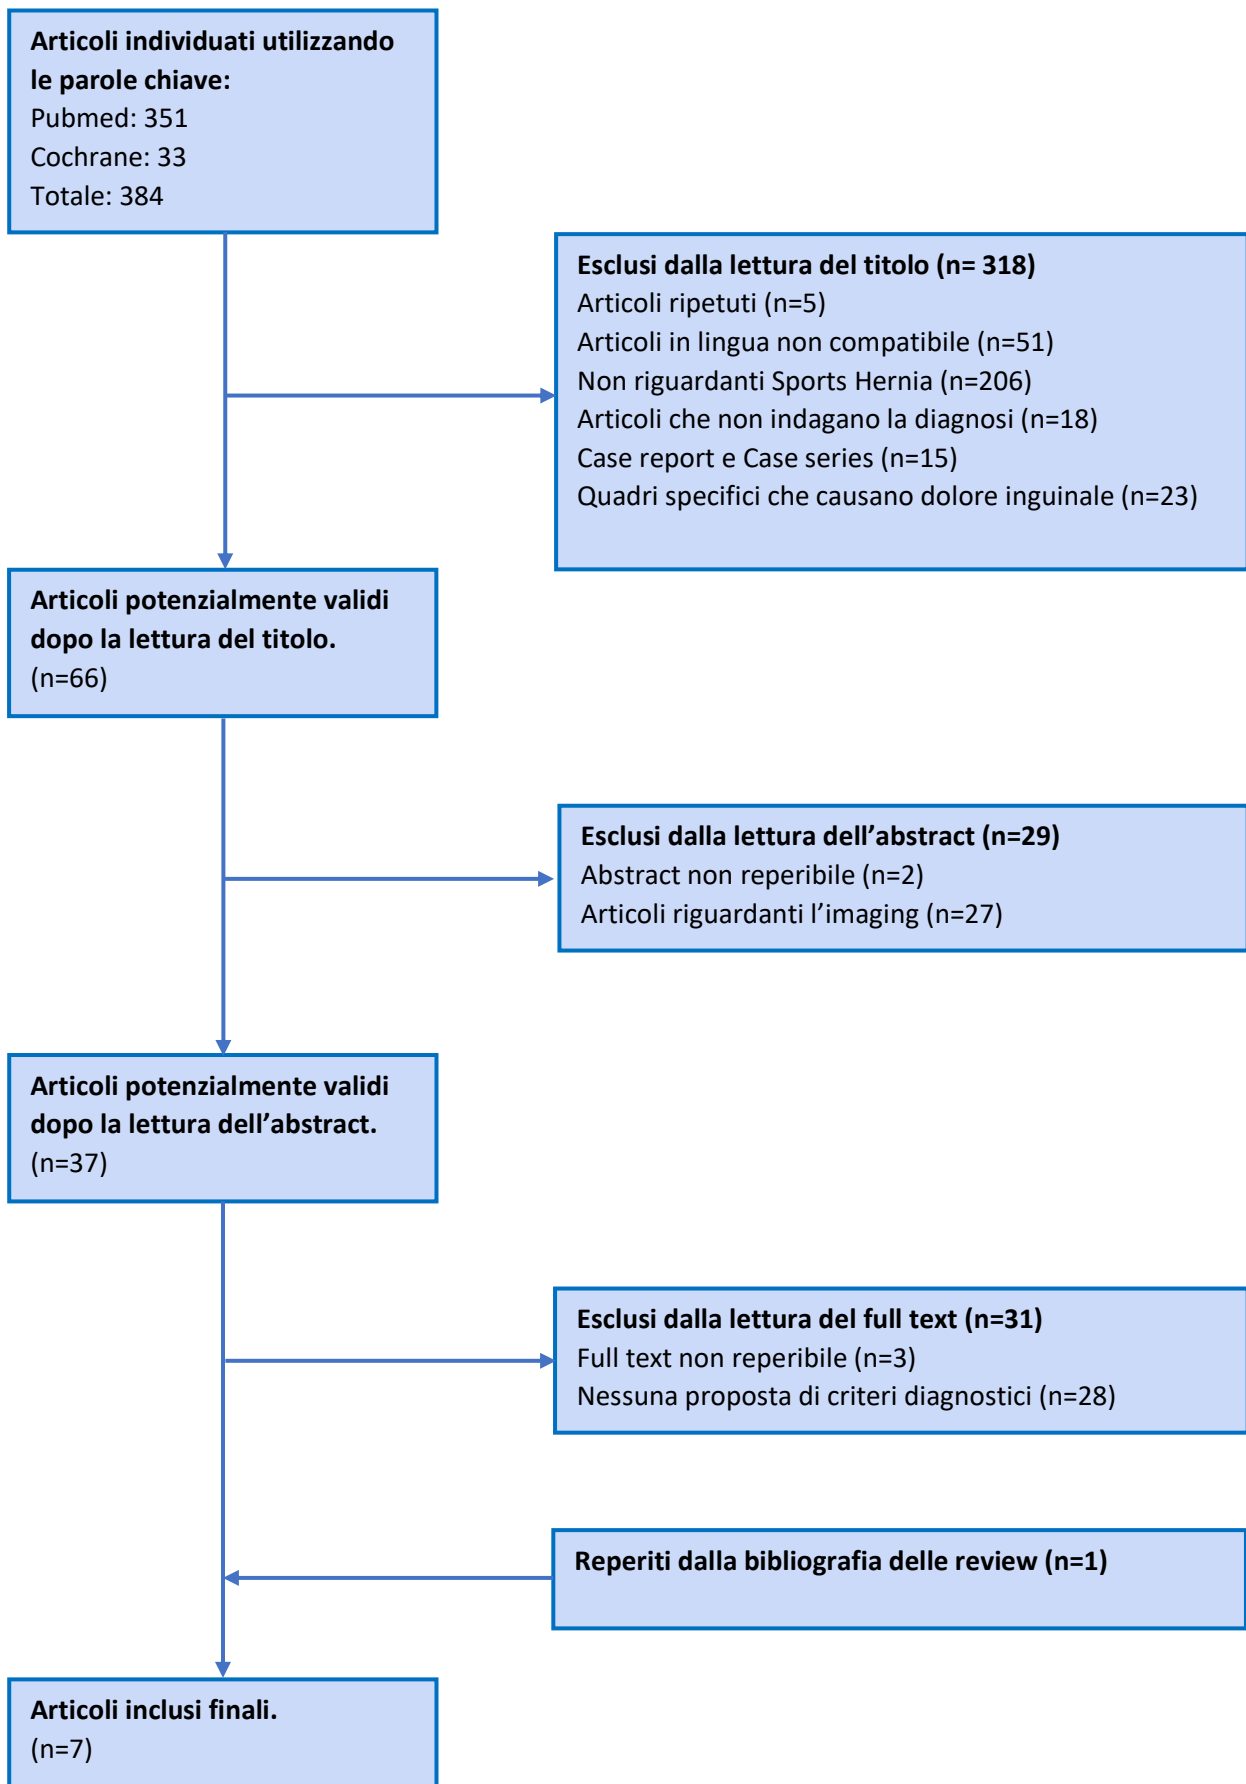 Articoli individuati utilizzando
le parole chiave:
Pubmed: 351
Cochrane: 33
Totale: 384
Esclusi dalla lettura del titolo (n= 318)
Articoli ripetuti (n=5)
Articoli in lingua non compatibile (n=51)
Non riguardanti Sports Hernia (n=206)
Articoli che non indagano la diagnosi (n=18)
Case report e Case series (n=15)
Quadri specifici che causano dolore inguinale (n=23)
Articoli potenzialmente validi
dopo la lettura del titolo.
(n=66)
Esclusi dalla lettura dell’abstract (n=29)
Abstract non reperibile (n=2)
Articoli riguardanti l’imaging (n=27)
Articoli potenzialmente validi
dopo la lettura dell’abstract.
(n=37)
Esclusi dalla lettura del full text (n=31)
Full text non reperibile (n=3)
Nessuna proposta di criteri diagnostici (n=28)
Reperiti dalla bibliografia delle review (n=1)
Articoli inclusi finali.
(n=7)